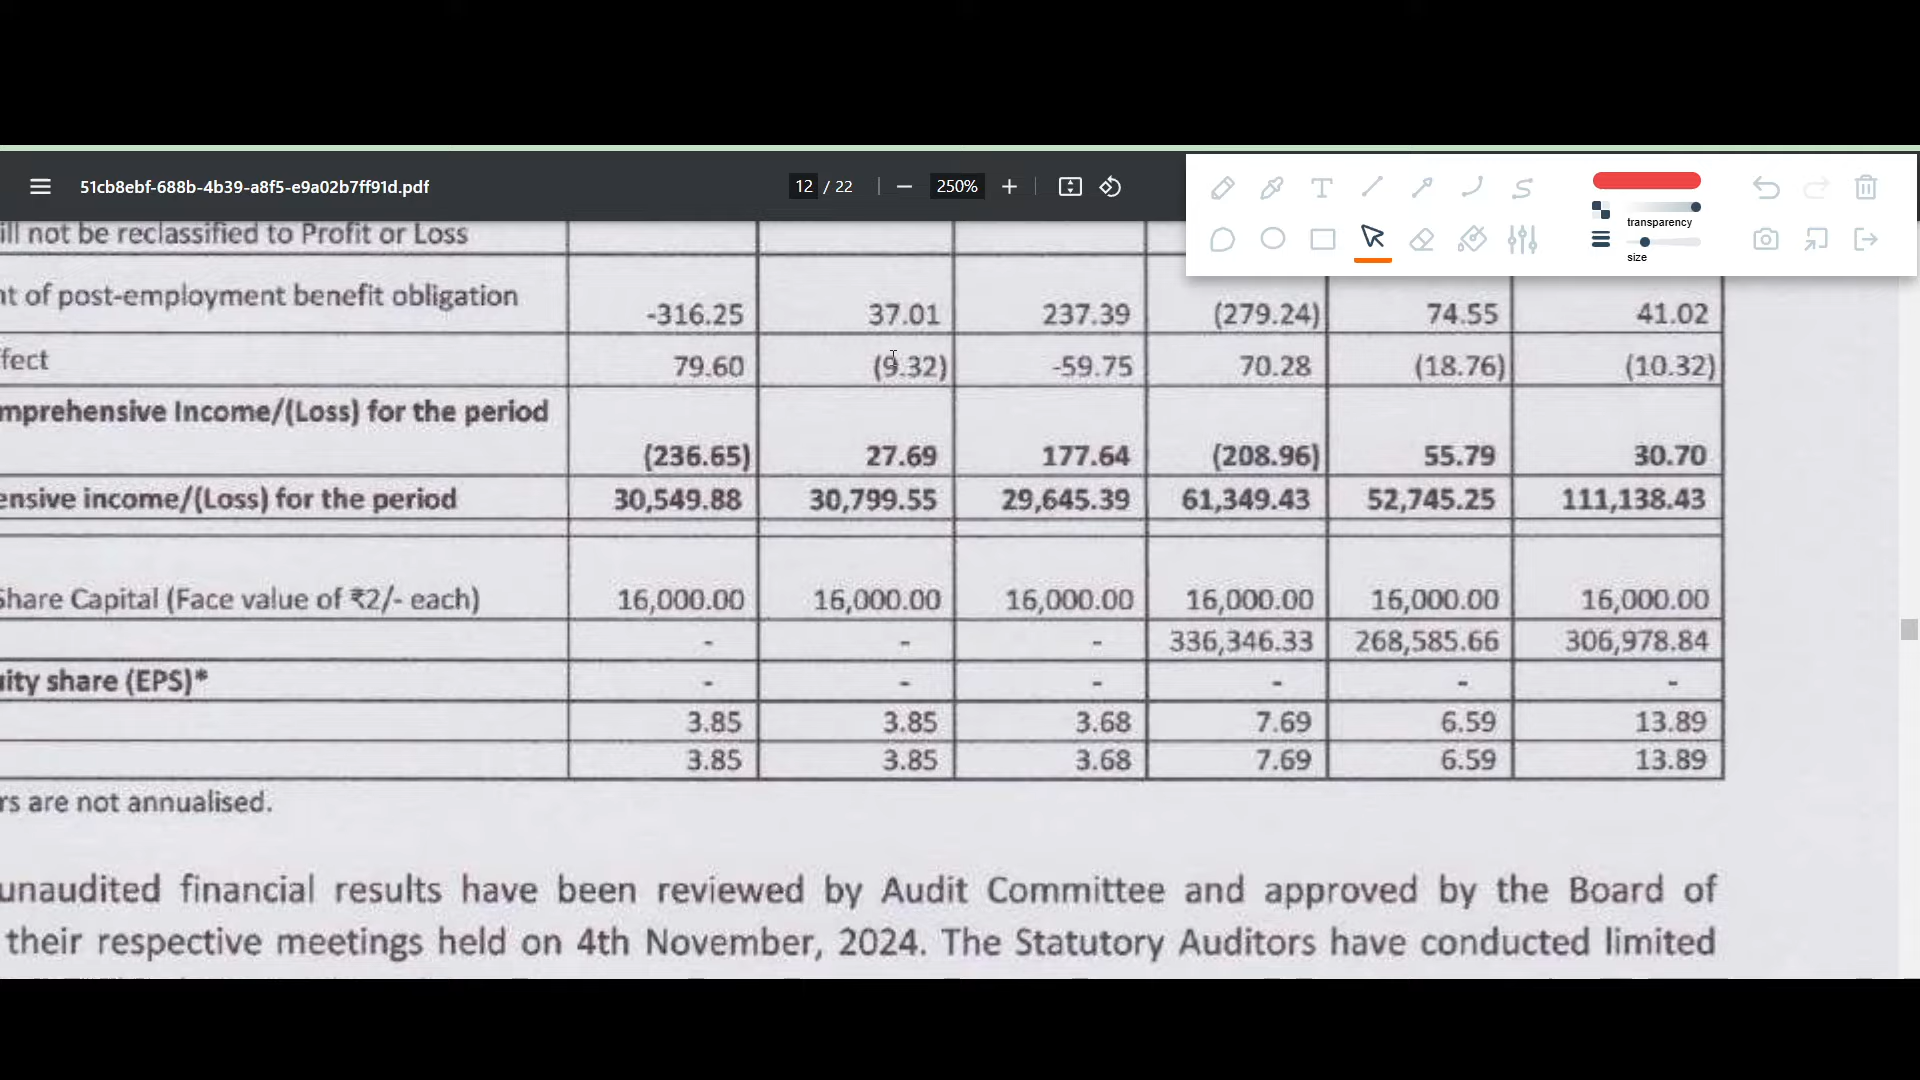 51cb8ebf-688b-4b39-a8f5-e9a02b7ff91d.pdf 12 / 22 250%
transparency
size
ill not be reclassified to Profit or Loss
of post-employment benefit obligation -316.25 37.01 237.39 (279.24) 74.55 41.02
79.60 (9.32) -59.75 70.28 (18.76) (10.32)
mprehensive Income/(Loss) for the period
(236.65) 27.69 177.64 (208.96) 55.79 30.70
ensive income/(Loss) for the period 30,549.88 30,799.55 29,645.39 61,349.43 52,745.25 111,138.43
Share Capital (Face value of ₹2/- each) 16,000.00 16,000.00 16,000.00 16,000.00 16,000.00 16,000.00
- - - 336,346.33 268,585.66 306,978.84
uity share (EPS)* - - - - - -
3.85 3.85 3.68 7.69 6.59 13.89
3.85 3.85 3.68 7.69 6.59 13.89
rs are not annualised.
unaudited financial results have been reviewed by Audit Committee and approved by the Board of
their respective meetings held on 4th November, 2024. The Statutory Auditors have conducted limited